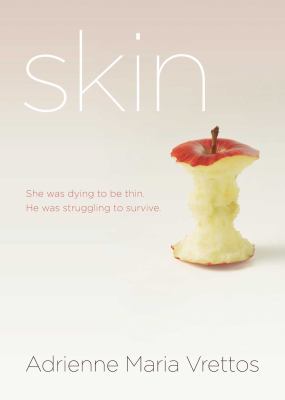 skin
She was dying to be thin.
He was struggling to survive.
Adrienne Maria Vrettos